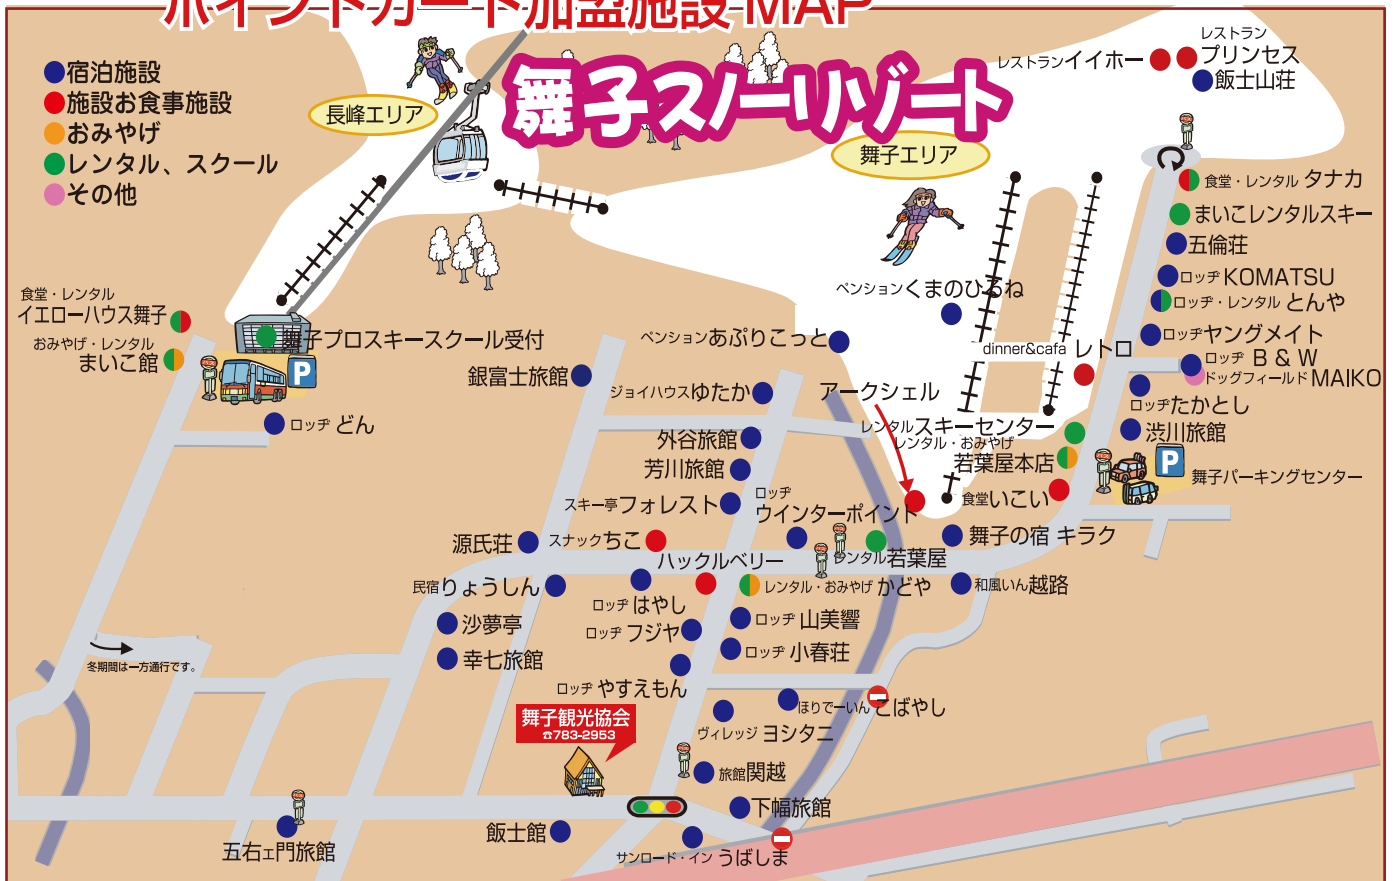 ポイントカード加盟施設 MAP
宿泊施設
施設お食事施設
おみやげ
レンタル、スクール
その他
長峰エリア
舞子スノーリゾート
舞子エリア
レストランイイホー
レストラン
プリンセス
飯士山荘
食堂・レンタル タナカ
まいこレンタルスキー
五倫荘
ロッヂ KOMATSU
ロッヂ・レンタル とんや
ロッヂ ヤングメイト
ロッヂ B & W
ドッグフィールド MAIKO
ロッヂたかとし
渋川旅館
P
舞子パーキングセンター
食堂・レンタル
イエローハウス舞子
おみやげ・レンタル
まいこ館
舞子プロスキースクール受付
P
ロッヂ どん
ペンションくまのひるね
ペンションあぷりこっと
dinner&cafa レトロ
銀富士旅館
ジョイハウスゆたか
アークシェル
レンタルスキーセンター
レンタル・おみやげ
若葉屋本店
食堂いこい
外谷旅館
芳川旅館
スキー亭フォレスト
ロッヂ
ウインターポイント
舞子の宿 キラク
源氏荘
スナックちこ
ハックルベリー
レンタル若葉屋
民宿りょうしん
ロッヂ はやし
レンタル・おみやげ かどや
和風いん越路
沙夢亭
ロッヂ フジヤ
ロッヂ 山美響
幸七旅館
ロッヂ 小春荘
冬期間は一方通行です。
ロッヂ やすえもん
ほりでーいん こばやし
舞子観光協会
☎783-2953
ヴィレッジ ヨシタニ
旅館関越
下幅旅館
飯士館
サンロード・イン うばしま
五右ェ門旅館